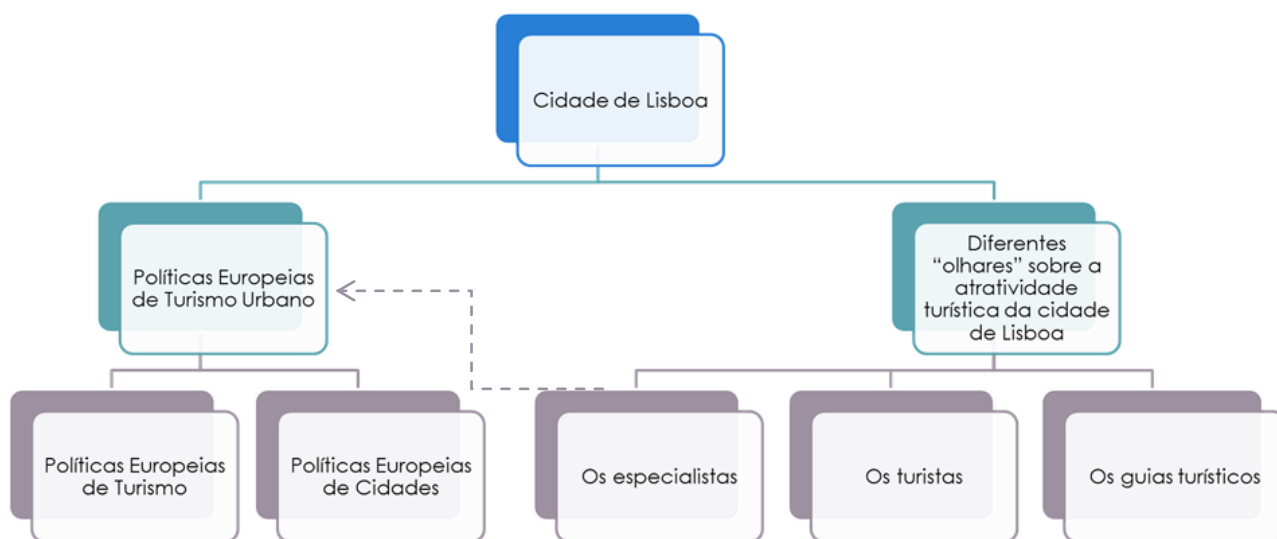 Cidade de Lisboa
Políticas Europeias
de Turismo Urbano
Diferentes
“olhares” sobre a
atratividade
turística da cidade
de Lisboa
Políticas Europeias
de Turismo
Políticas Europeias
de Cidades
Os especialistas
Os turistas
Os guias turísticos